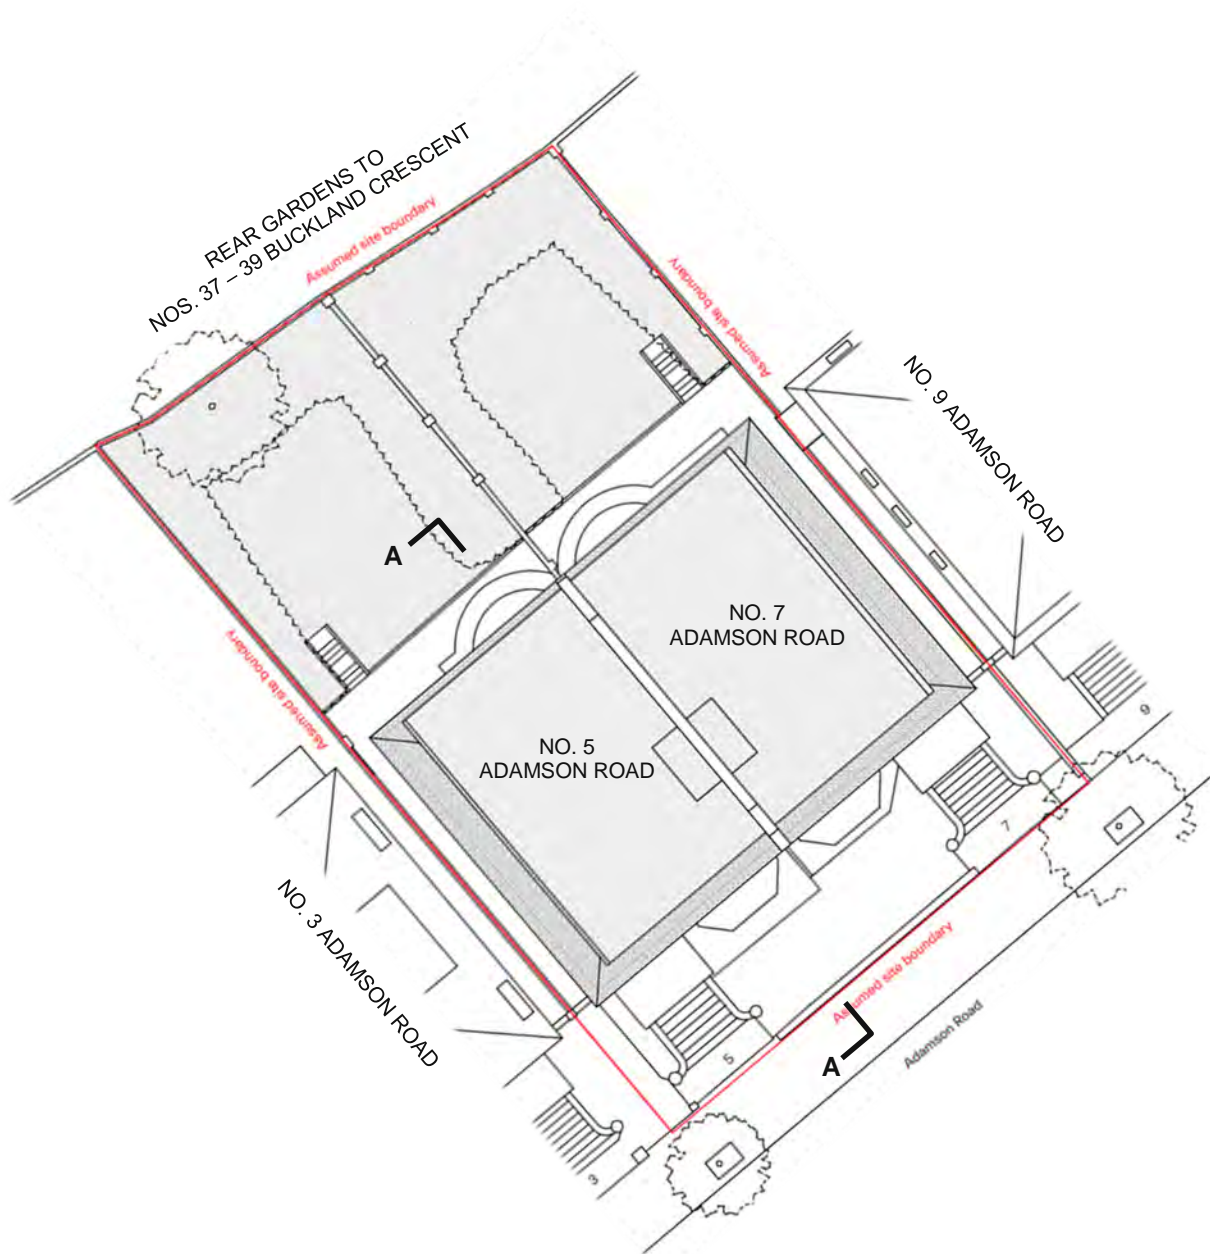 REAR GARDENS TO
NOS. 37 – 39 BUCKLAND CRESCENT
Assumed site boundary
Assumed site boundary
NO. 9 ADAMSON ROAD
A
NO. 7
ADAMSON ROAD
Assumed site boundary
NO. 5
ADAMSON ROAD
9
7
NO. 3 ADAMSON ROAD
Assumed site boundary
Adamson Road
A
5
3